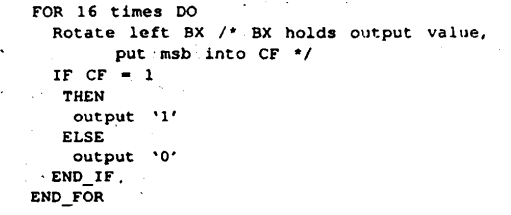 FOR 16 times DO
Rotate left BX /* BX holds output value,
put msb into CF */
IF CF = 1
THEN
output '1'
ELSE
output '0'
END_IF
END_FOR